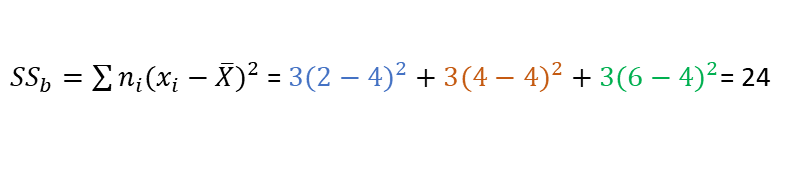 SS_b = ∑ n_i(x_i − X̄)² = 3(2 − 4)² + 3(4 − 4)² + 3(6 − 4)² = 24